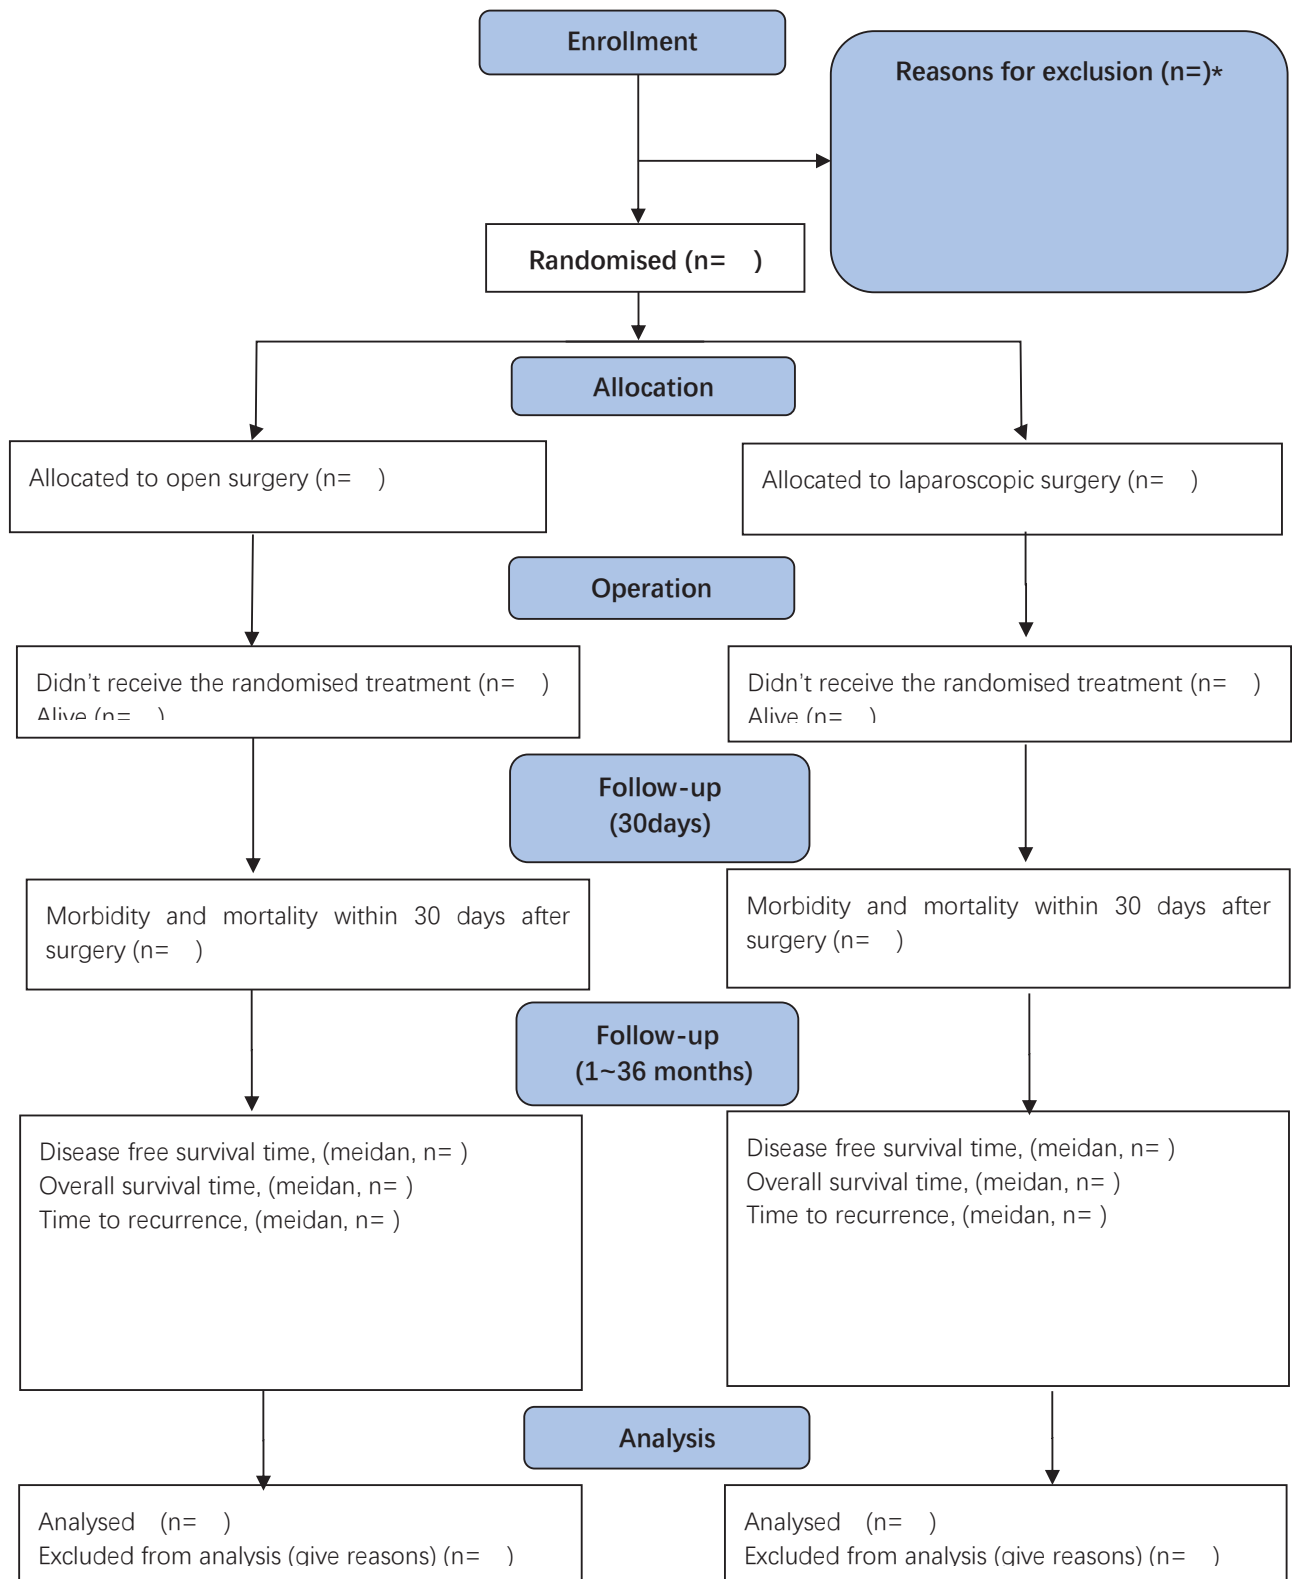 Enrollment
Reasons for exclusion (n=)*
Randomised (n=   )
Allocation
Allocated to open surgery (n=   )
Allocated to laparoscopic surgery (n=   )
Operation
Didn't receive the randomised treatment (n=   )
Alive (n=   )
Didn't receive the randomised treatment (n=   )
Alive (n=   )
Follow-up
(30days)
Morbidity and mortality within 30 days after
surgery (n=   )
Morbidity and mortality within 30 days after
surgery (n=   )
Follow-up
(1~36 months)
Disease free survival time, (meidan, n= )
Overall survival time, (meidan, n= )
Time to recurrence, (meidan, n= )
Disease free survival time, (meidan, n= )
Overall survival time, (meidan, n= )
Time to recurrence, (meidan, n= )
Analysis
Analysed   (n=   )
Excluded from analysis (give reasons) (n=   )
Analysed   (n=   )
Excluded from analysis (give reasons) (n=   )